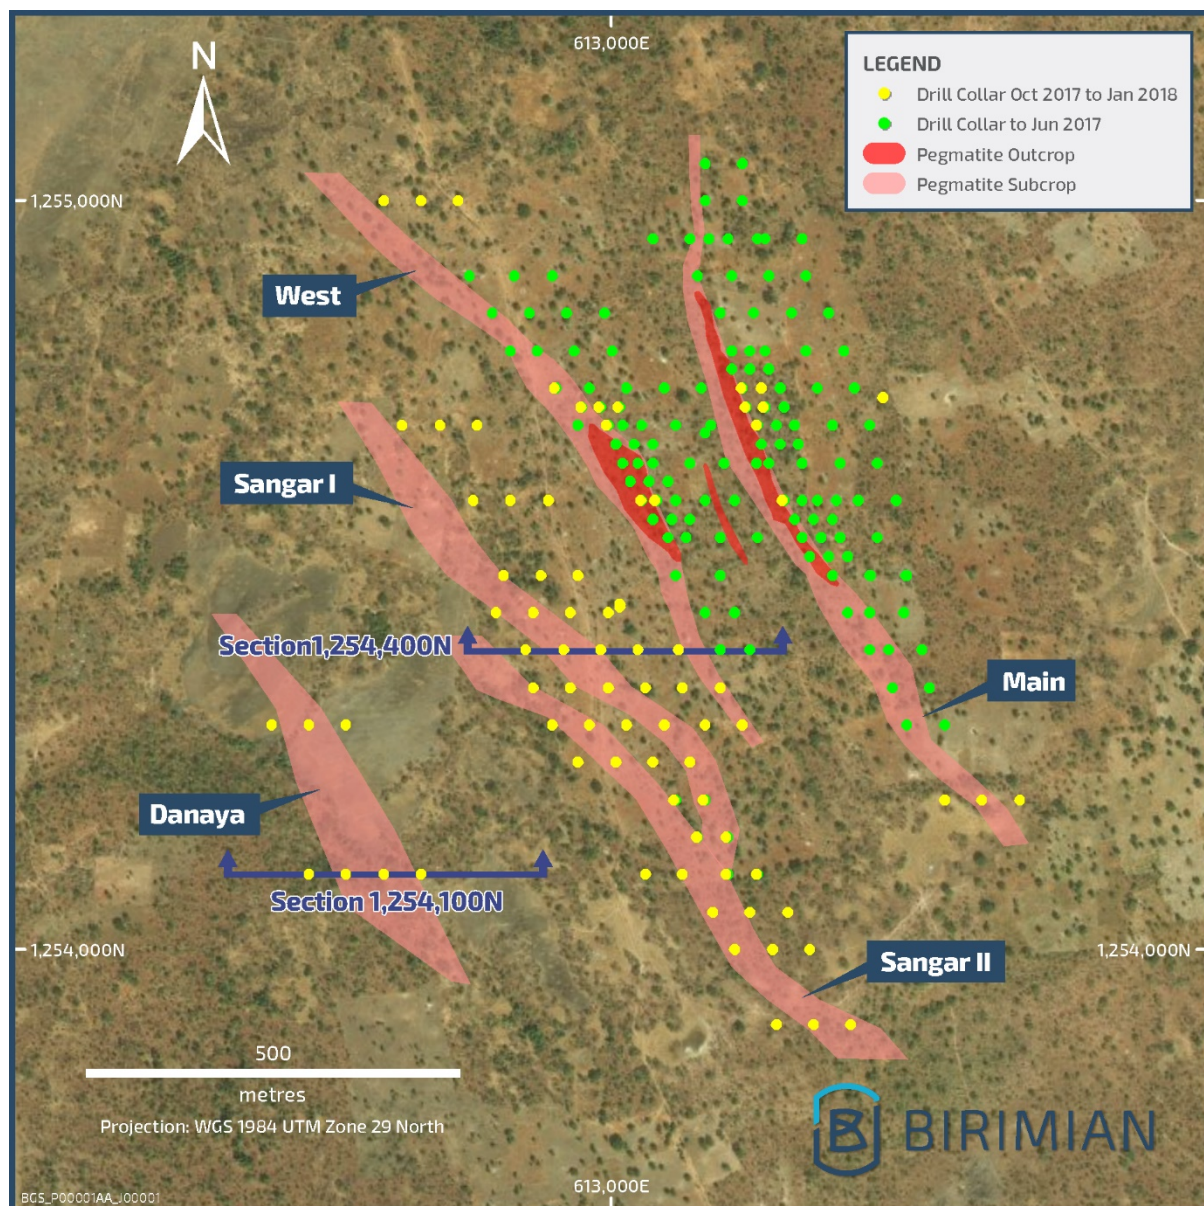 613,000E
N
LEGEND
Drill Collar Oct 2017 to Jan 2018
Drill Collar to Jun 2017
Pegmatite Outcrop
Pegmatite Subcrop
1,255,000N
West
Sangar I
Section1,254,400N
Main
Danaya
Section 1,254,100N
1,254,000N
1,254,000N
Sangar II
500
metres
Projection: WGS 1984 UTM Zone 29 North
BIRIMIAN
613,000E
BGS_P00001AA_J00001